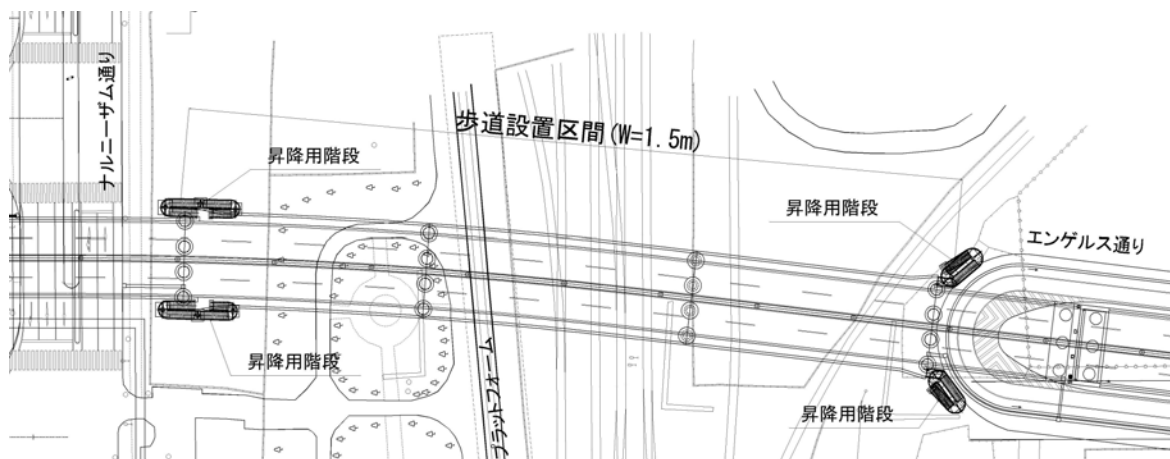 ナルニーザム通り
歩道設置区間(W=1.5m)
昇降用階段
昇降用階段
エンゲルス通り
昇降用階段
昇降用階段
プラットフォーム